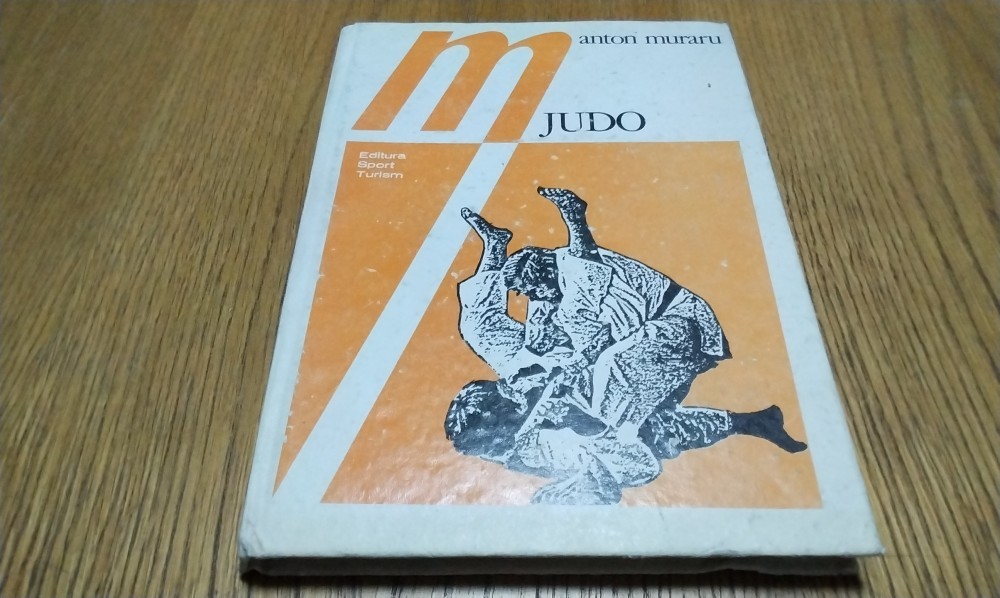 m
anton muraru
JUDO
Editura
Sport
Turism